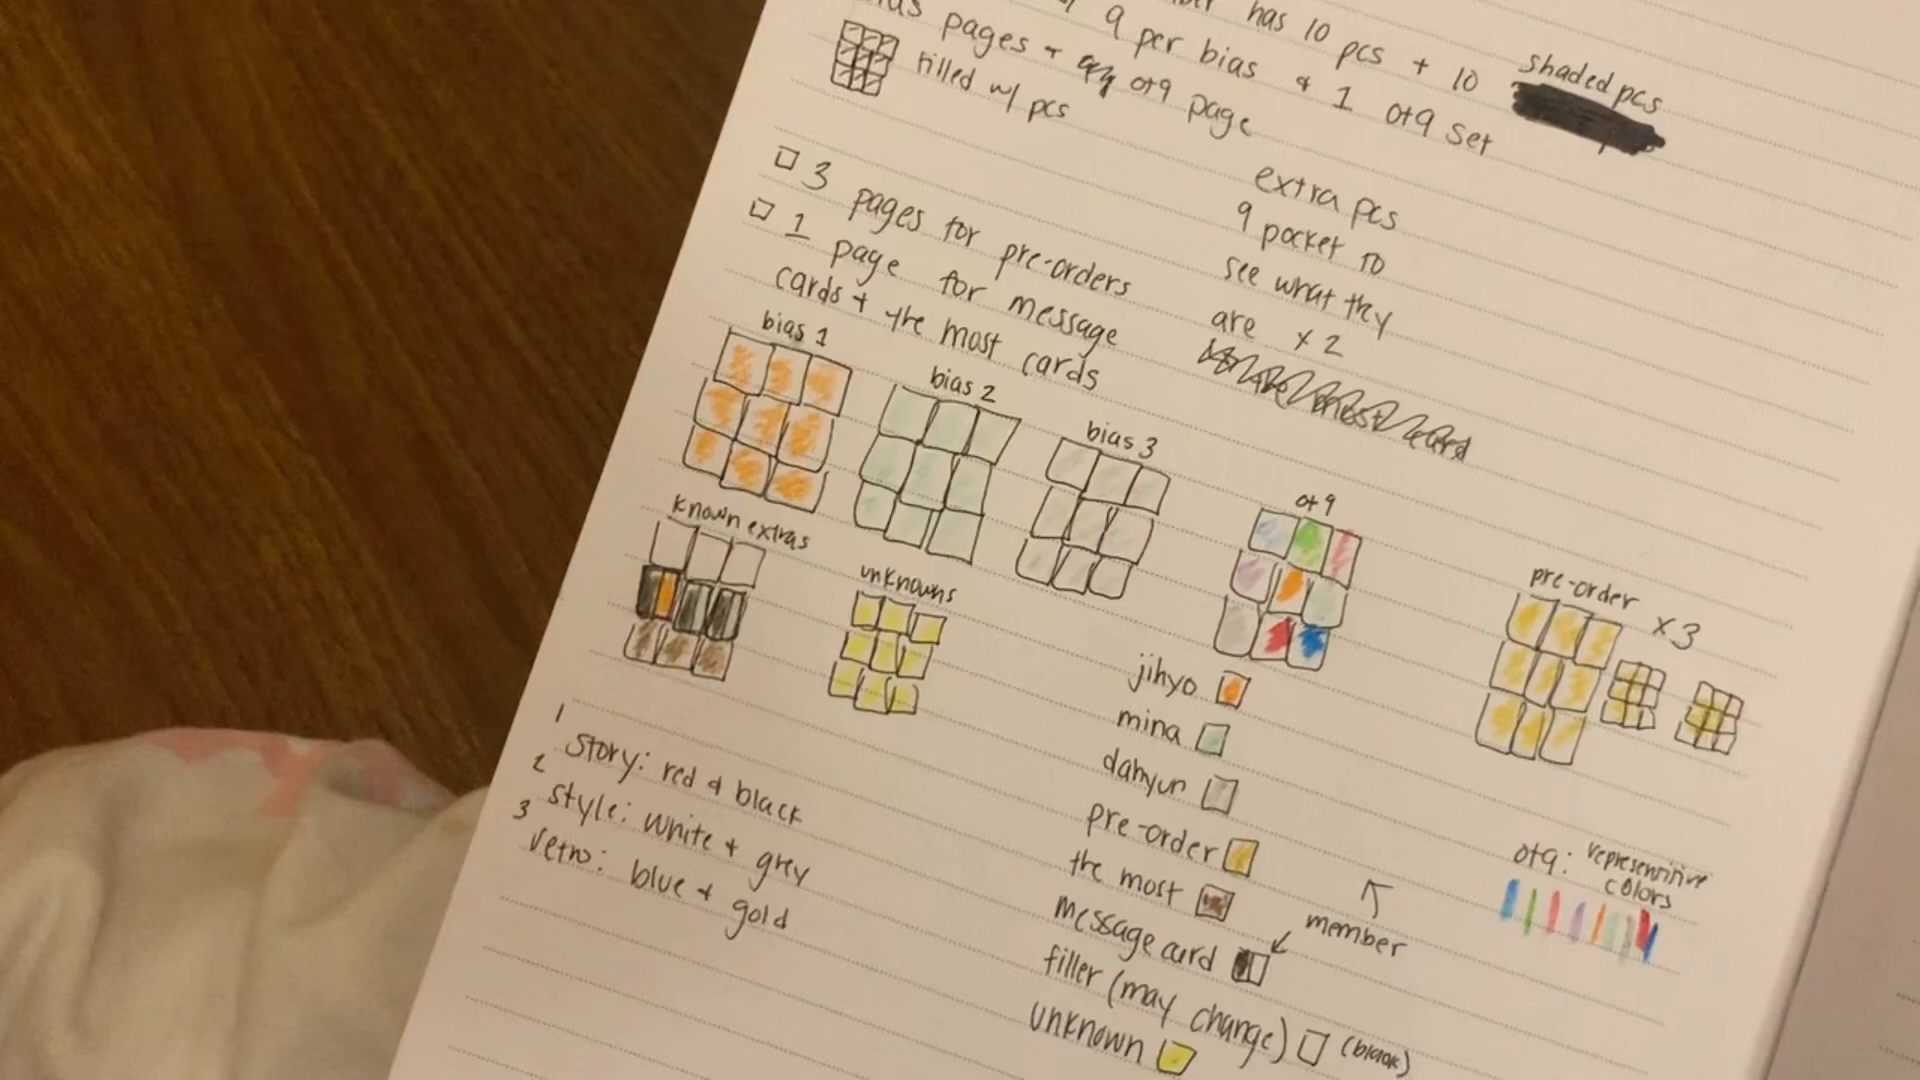 has 10 pcs + 10 shaded pcs
9 per bias & 1 ot9 set
pages + ot9 page
filled w/ pcs
□ 3 pages for pre-orders
□ 1 page for message
cards + the most cards
extra pcs
9 pocket to
see what they
are x 2
bias 1
bias 2
bias 3
ot9
pre-order x 3
known extras
unknowns
1 story: red & black
2 style: white + grey
3 retro: blue + gold
jihyo
mina
dahyun
pre-order
the most
message card
member
filler (may change) (blank)
unknown
ot9: representitive
colors